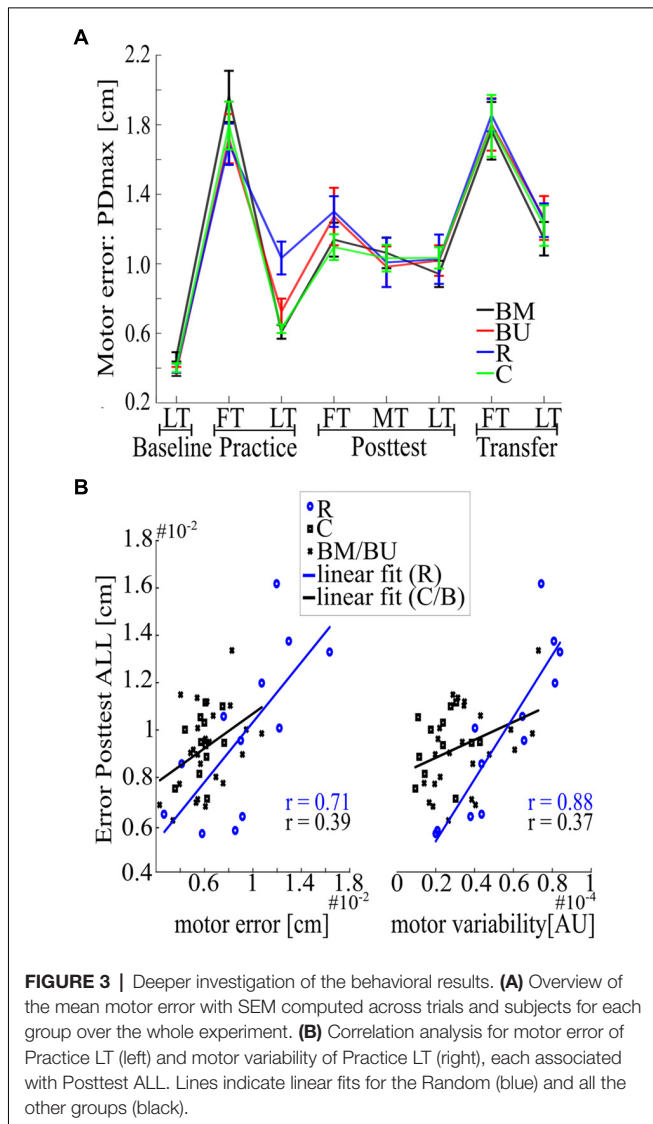 A
Motor error: PDmax [cm]
2.2
1.8
1.4
1.0
0.6
0.2
BM
BU
R
C
LT FT LT FT MT LT FT LT
Baseline Practice Posttest Transfer
B
Error Posttest ALL [cm]
#10-2
1.8
1.6
1.4
1.2
1
0.8
0.6
0.4
R
C
BM/BU
linear fit (R)
linear fit (C/B)
r = 0.71
r = 0.39
r = 0.88
r = 0.37
0.6 1 1.4 1.8
#10-2
motor error [cm]
0 0.2 0.4 0.6 0.8 1
#10-4
motor variability[AU]
FIGURE 3 | Deeper investigation of the behavioral results. (A) Overview of
the mean motor error with SEM computed across trials and subjects for each
group over the whole experiment. (B) Correlation analysis for motor error of
Practice LT (left) and motor variability of Practice LT (right), each associated
with Posttest ALL. Lines indicate linear fits for the Random (blue) and all the
other groups (black).